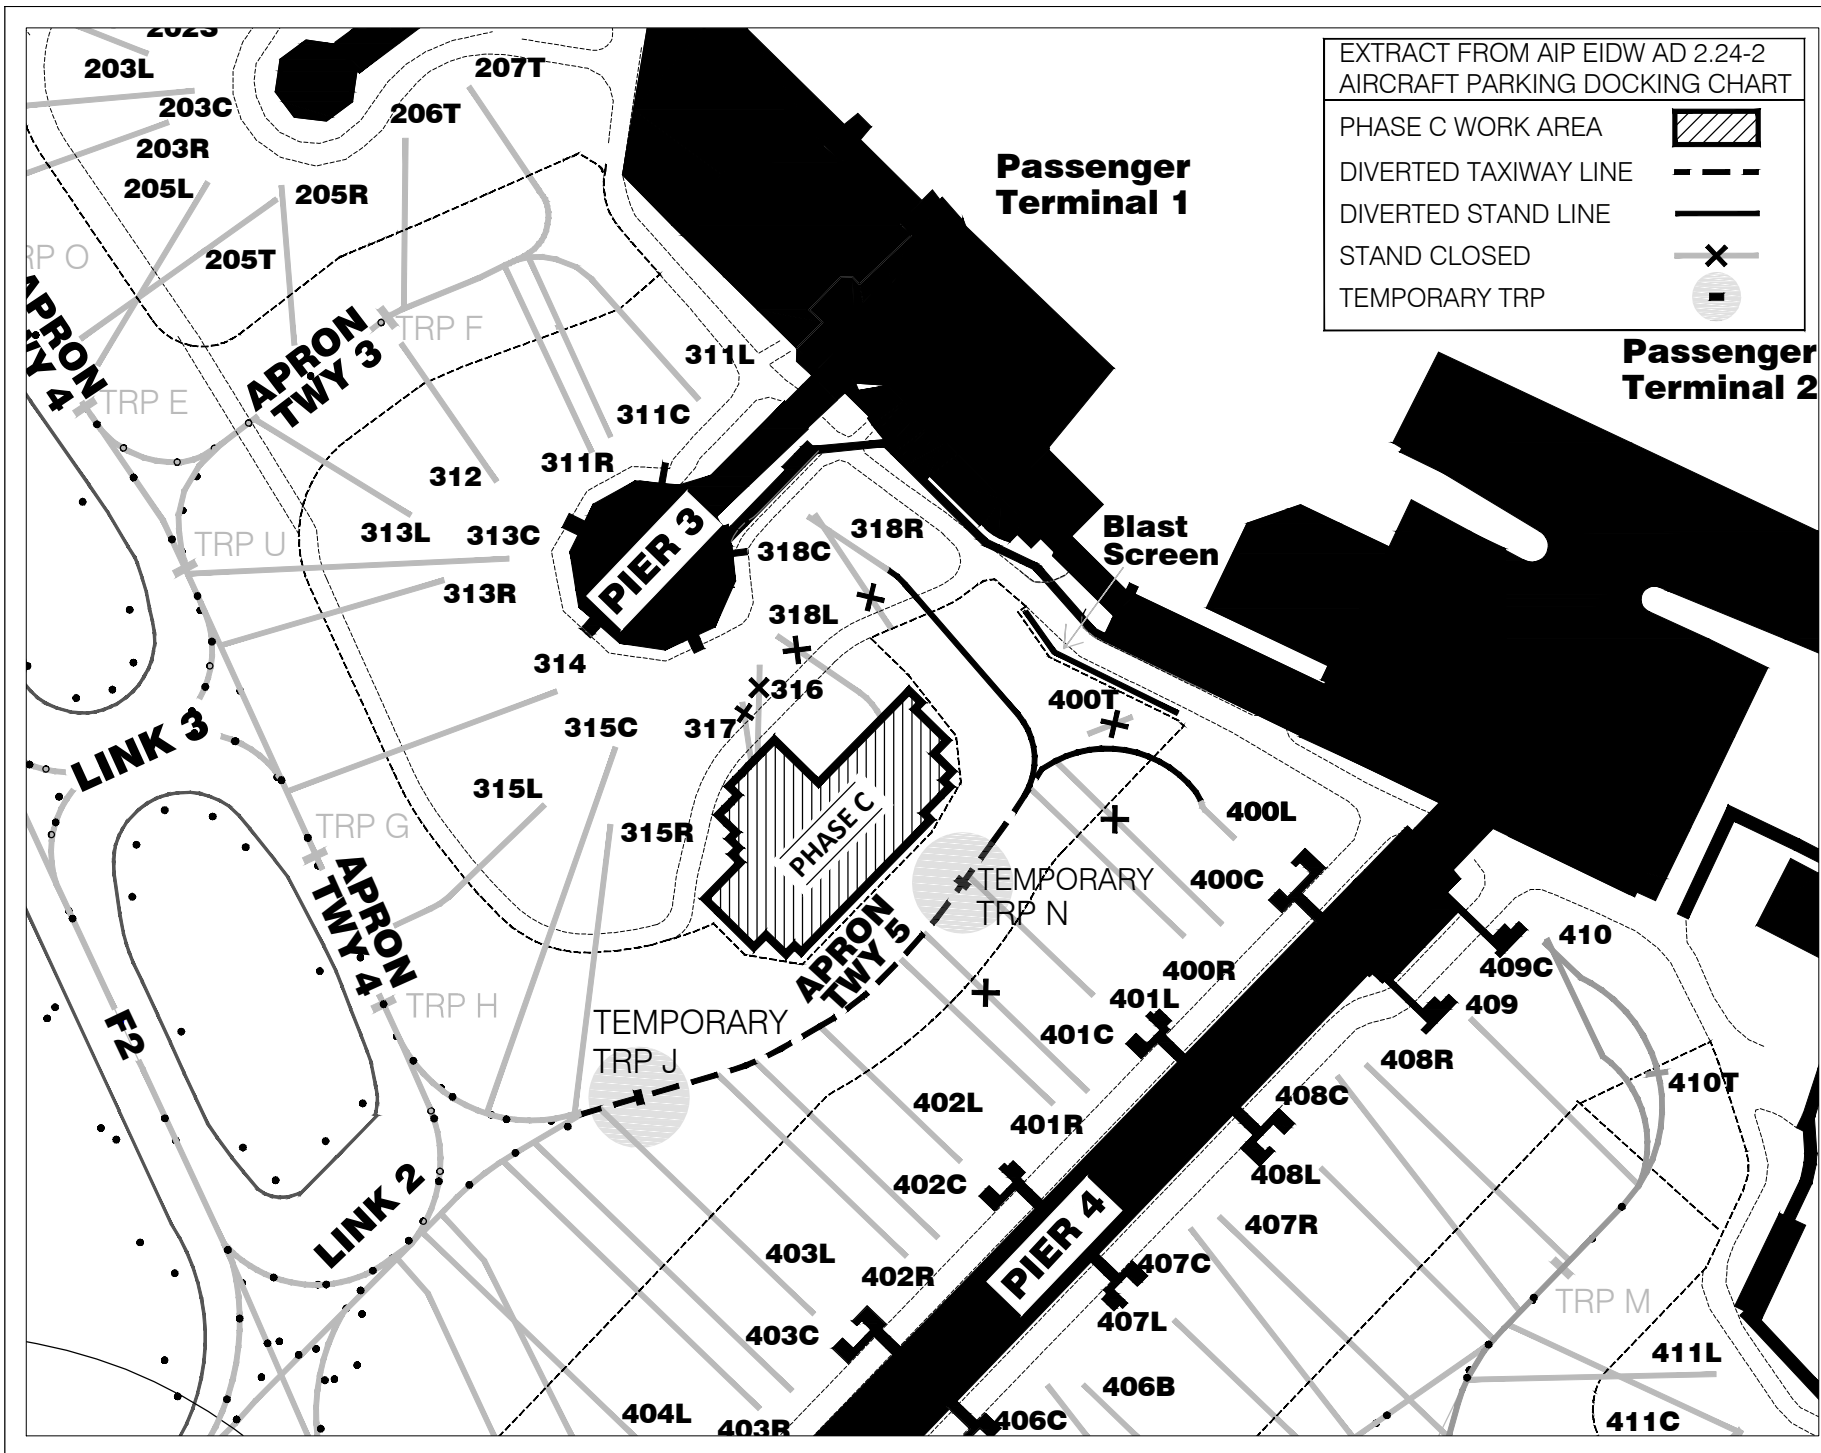 EXTRACT FROM AIP EIDW AD 2.24-2
AIRCRAFT PARKING DOCKING CHART
PHASE C WORK AREA
DIVERTED TAXIWAY LINE
DIVERTED STAND LINE
STAND CLOSED
TEMPORARY TRP
Passenger
Terminal 1
Passenger
Terminal 2
202S
203L
203C
203R
205L
205R
205T
206T
207T
RP O
APRON
WY 4
TRP E
APRON
TWY 3
TRP F
TRP U
311L
311C
311R
312
313L
313C
313R
314
PIER 3
318R
318C
318L
316
317
Blast
Screen
315C
315L
315R
LINK 3
TRP G
APRON
TWY 4
TRP H
F2
LINK 2
PHASE C
APRON
TWY 5
TEMPORARY
TRP N
TEMPORARY
TRP J
400T
400L
400C
400R
401L
401C
401R
402L
402C
402R
403L
403C
403R
404L
PIER 4
410
409C
409
408R
410T
408C
408L
407R
407C
407L
406B
406C
TRP M
411L
411C